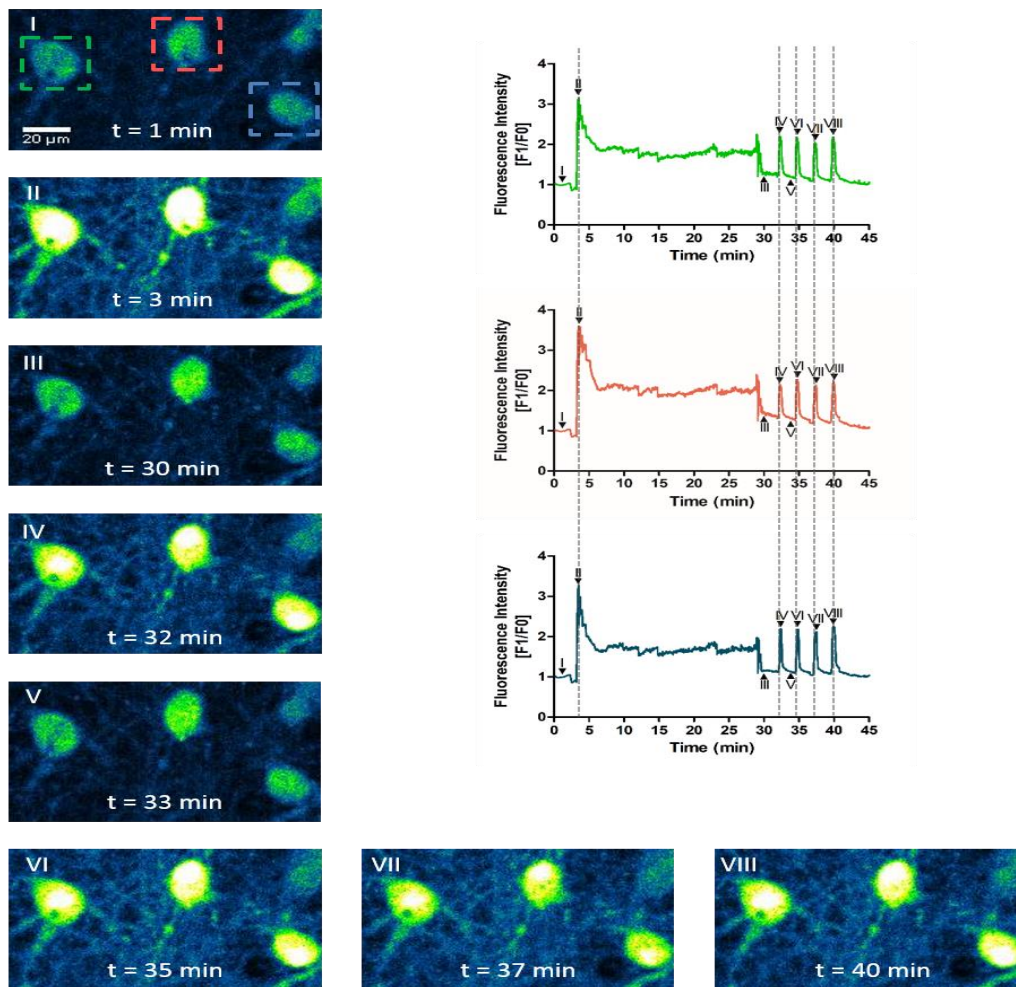 I
20 µm
t = 1 min
II
t = 3 min
III
t = 30 min
IV
t = 32 min
V
t = 33 min
VI
t = 35 min
VII
t = 37 min
VIII
t = 40 min
Fluorescence Intensity
[F1/F0]
4
3
2
1
0
I
II
III
IV
V
VI
VII
VIII
0 5 10 15 20 25 30 35 40 45
Time (min)
Fluorescence Intensity
[F1/F0]
4
3
2
1
0
I
II
III
IV
V
VI
VII
VIII
0 5 10 15 20 25 30 35 40 45
Time (min)
Fluorescence Intensity
[F1/F0]
4
3
2
1
0
I
II
III
IV
V
VI
VII
VIII
0 5 10 15 20 25 30 35 40 45
Time (min)